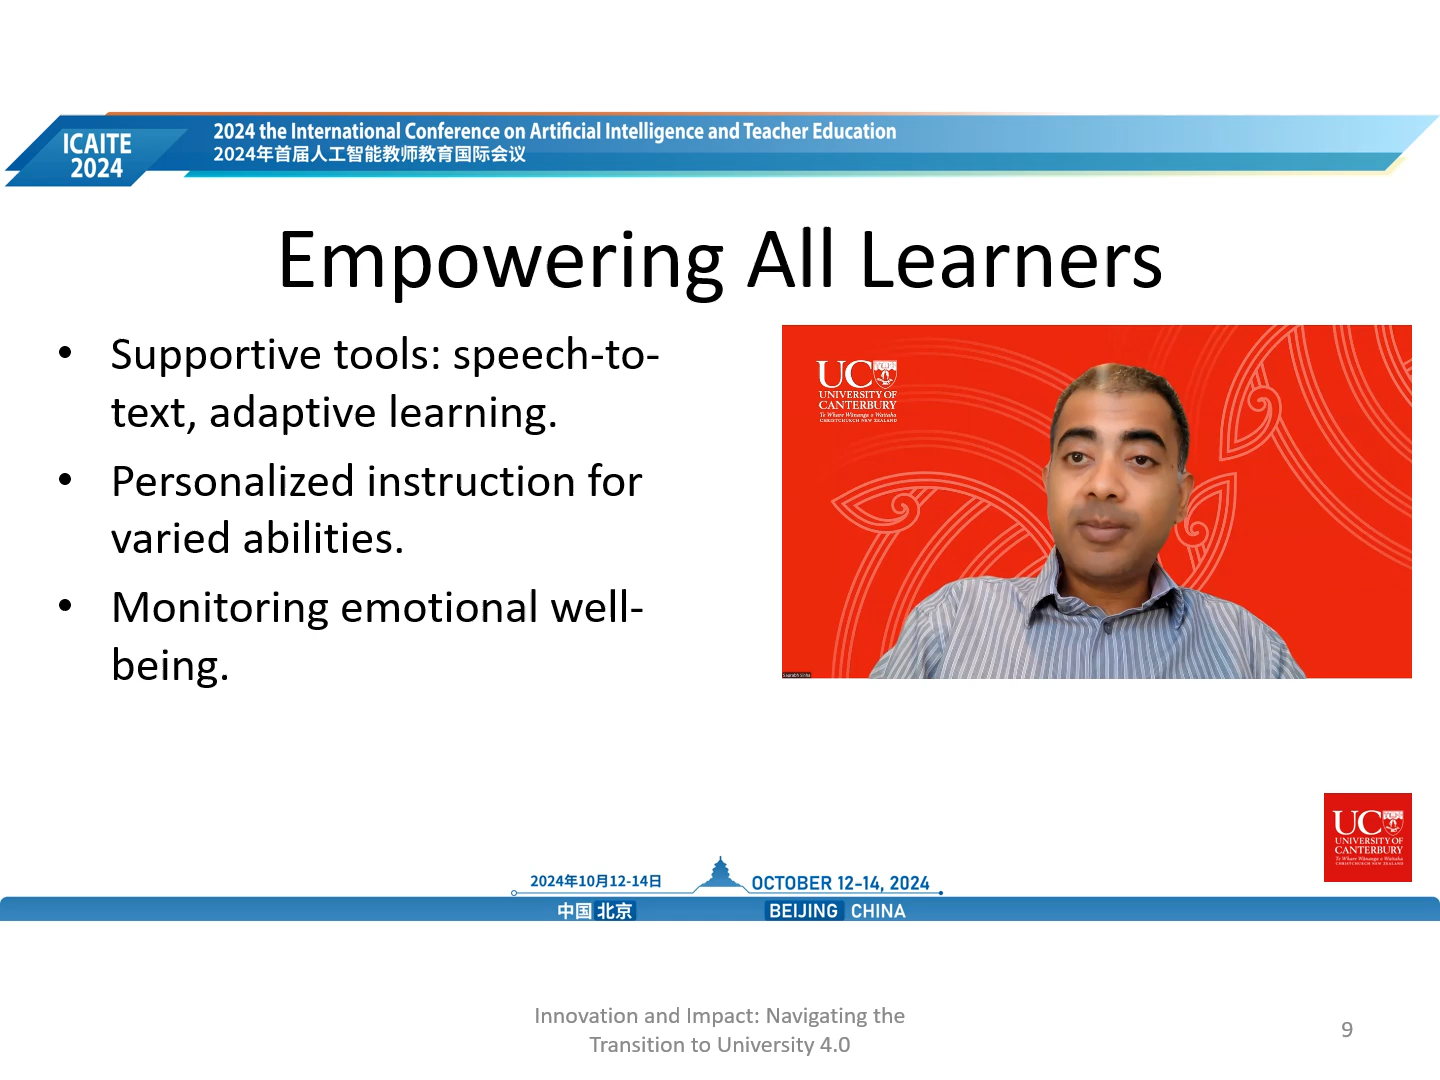 ICAITE
2024
2024 the International Conference on Artificial Intelligence and Teacher Education
2024年首届人工智能教师教育国际会议
Empowering All Learners
• Supportive tools: speech-to-
text, adaptive learning.
• Personalized instruction for
varied abilities.
• Monitoring emotional well-
being.
UC
UNIVERSITY OF
CANTERBURY
Te Whare Wānanga o Waitaha
CHRISTCHURCH NEW ZEALAND
UC
UNIVERSITY OF
CANTERBURY
Te Whare Wānanga o Waitaha
CHRISTCHURCH NEW ZEALAND
2024年10月12-14日
OCTOBER 12-14, 2024
中国 北京
BEIJING CHINA
Innovation and Impact: Navigating the
Transition to University 4.0
9